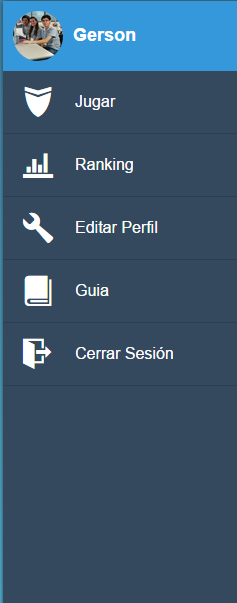 Gerson
Jugar
Ranking
Editar Perfil
Guia
Cerrar Sesión